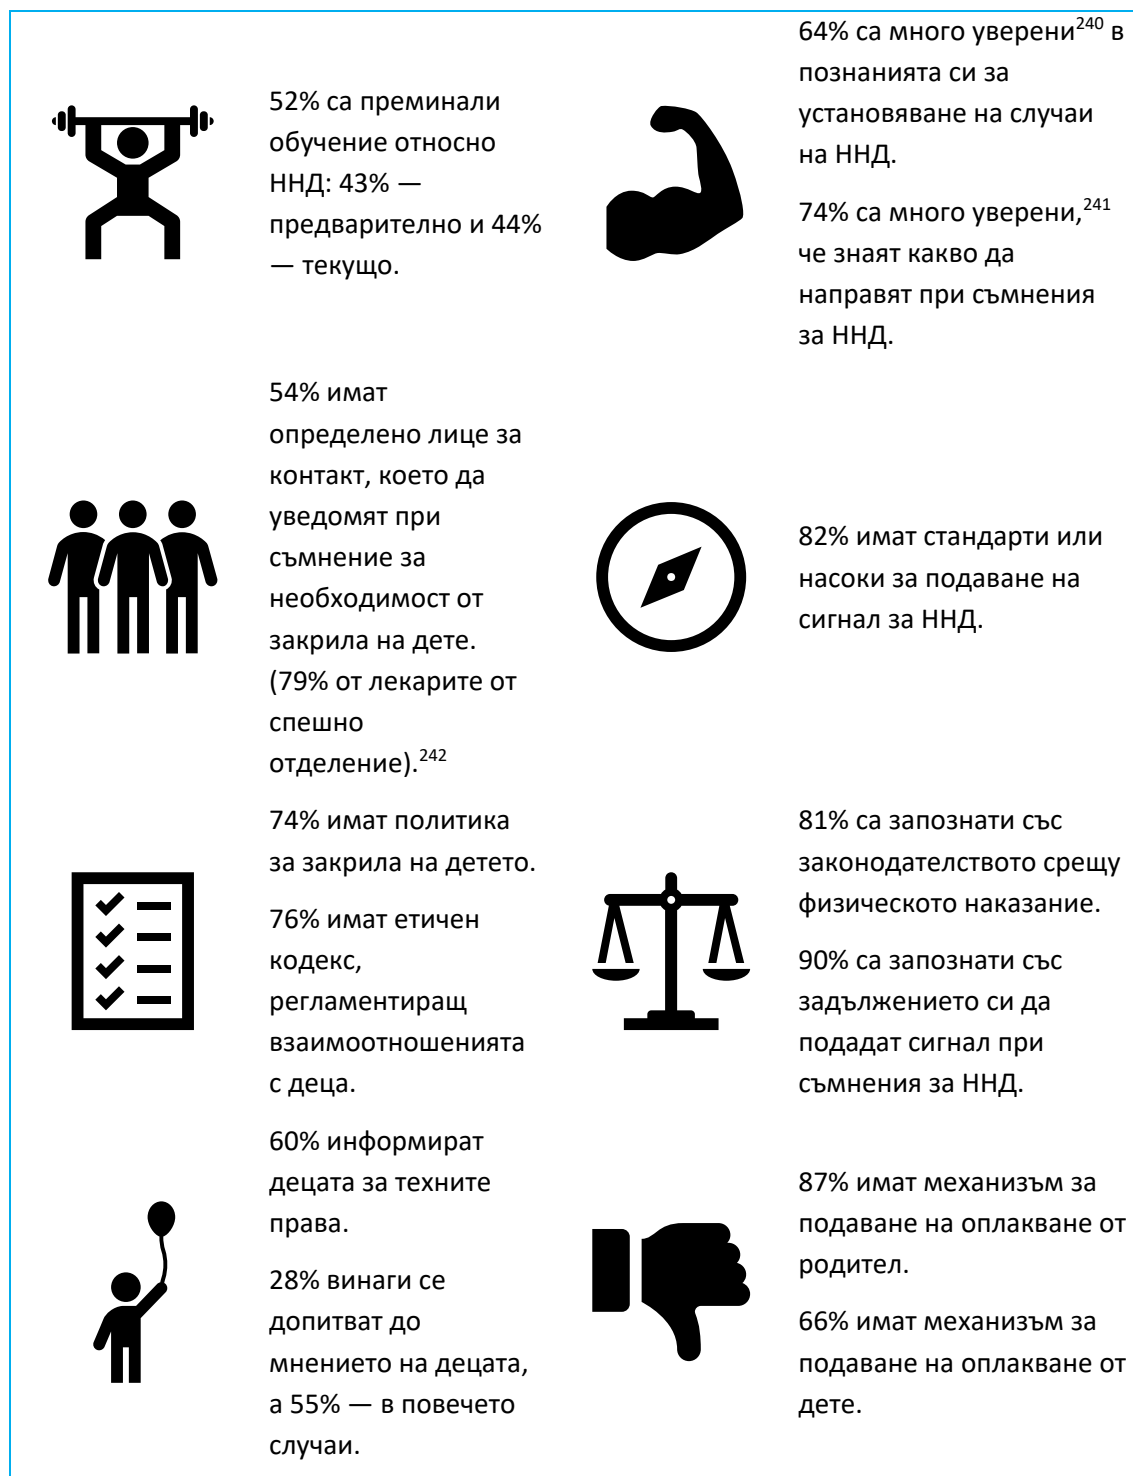 52% са преминали
обучение относно
ННД: 43% —
предварително и 44%
— текущо.
64% са много уверени²⁴⁰ в
познанията си за
установяване на случаи
на ННД.
74% са много уверени,²⁴¹
че знаят какво да
направят при съмнения
за ННД.
54% имат
определено лице за
контакт, което да
уведомят при
съмнение за
необходимост от
закрила на дете.
(79% от лекарите от
спешно
отделение).²⁴²
82% имат стандарти или
насоки за подаване на
сигнал за ННД.
74% имат политика
за закрила на детето.
76% имат етичен
кодекс,
регламентиращ
взаимоотношенията
с деца.
81% са запознати със
законодателството срещу
физическото наказание.
90% са запознати със
задължението си да
подадат сигнал при
съмнения за ННД.
60% информират
децата за техните
права.
28% винаги се
допитват до
мнението на децата,
а 55% — в повечето
случаи.
87% имат механизъм за
подаване на оплакване от
родител.
66% имат механизъм за
подаване на оплакване от
дете.